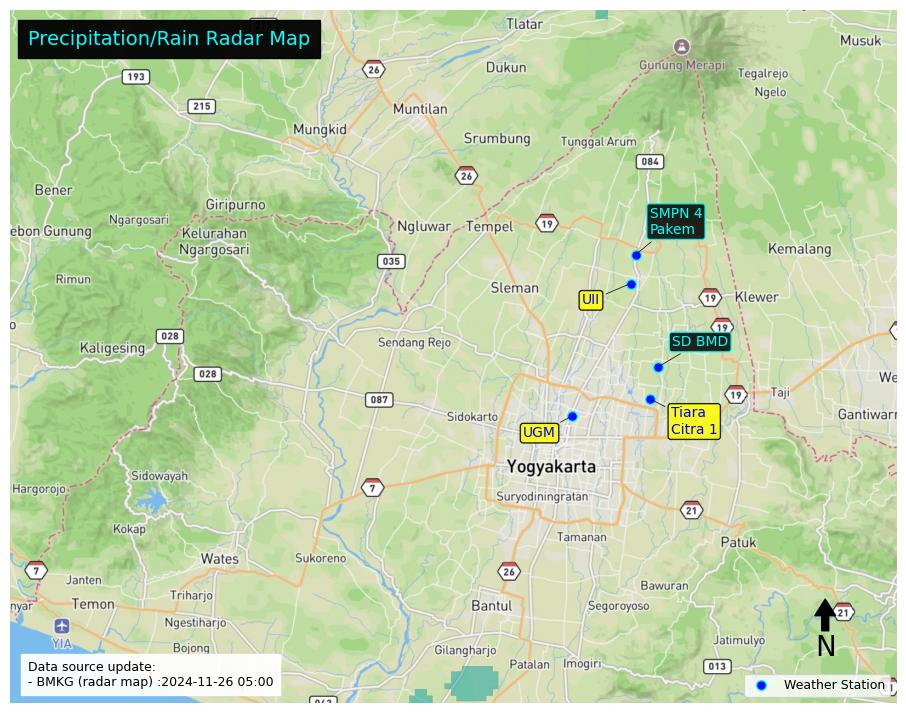 Precipitation/Rain Radar Map
Tlatar
Musuk
26
Dukun
Gunung Merapi
Tegalrejo
193
Ngelo
215
Muntilan
Mungkid
Srumbung
Tunggal Arum
084
26
Bener
Giripurno
SMPN 4
Pakem
Ngargosari
Ngluwar
Tempel
19
ebon Gunung
Kelurahan
Ngargosari
Kemalang
035
Rimun
Sleman
UII
19
Klewer
19
028
Kaligesing
Sendang Rejo
SD BMD
028
We
087
19
Taji
Sidokarto
Tiara
Citra 1
Gantiwarn
UGM
Yogyakarta
Sidowayah
Hargorojo
7
Suryodiningratan
21
Kokap
Tamanan
Patuk
Wates
Sukoreno
7
26
Janten
Bawuran
Triharjo
nyar
Temon
Bantul
Segoroyoso
21
Ngestiharjo
YIA
Jatimulyo
N
Bojong
Gilangharjo
Patalan
Imogiri
013
Data source update:
- BMKG (radar map) :2024-11-26 05:00
Weather Station